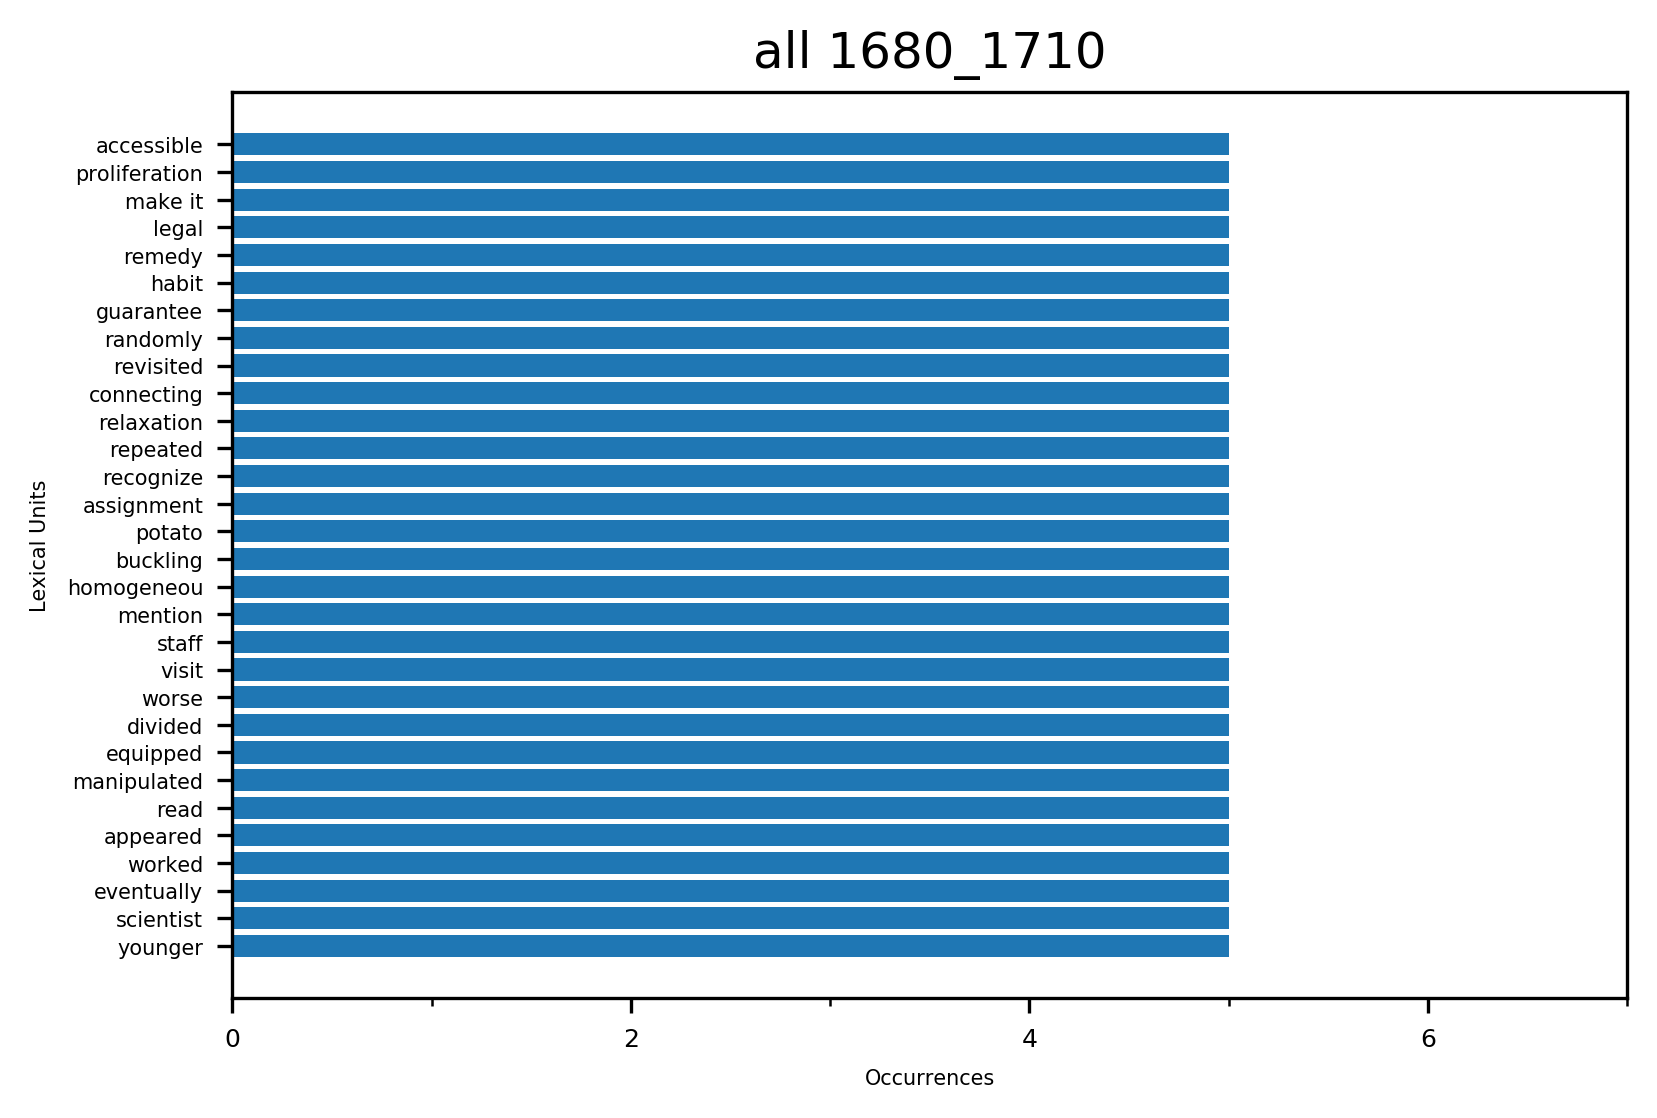 all 1680_1710
accessible
proliferation
make it
legal
remedy
habit
guarantee
randomly
revisited
connecting
relaxation
repeated
recognize
assignment
potato
buckling
homogeneou
mention
staff
visit
worse
divided
equipped
manipulated
read
appeared
worked
eventually
scientist
younger
Lexical Units
0 2 4 6
Occurrences